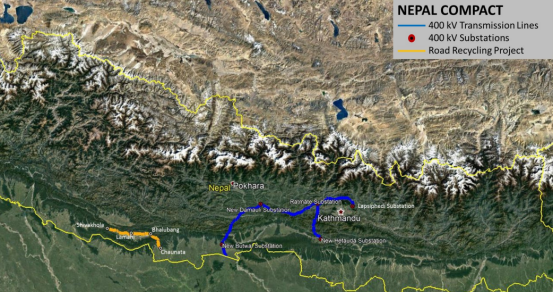 NEPAL COMPACT
400 kV Transmission Lines
400 kV Substations
Road Recycling Project
Nepal
Pokhara
Ratmate Substation
Lapsiphedi Substation
New Damauli Substation
Kathmandu
Shivakhola
Lamahi
Bhalubang
Chaunata
New Butwal Substation
New Hetauda Substation